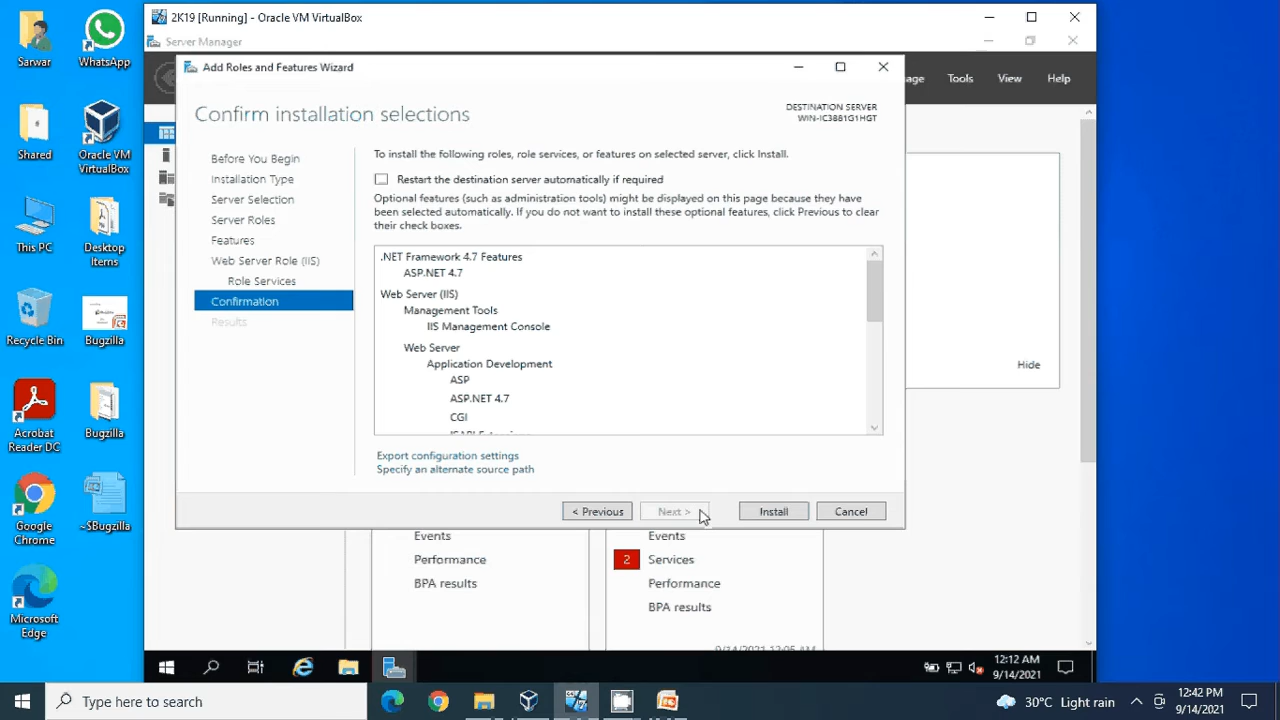 2K19 [Running] - Oracle VM VirtualBox
Server Manager
Tools
View
Help
Add Roles and Features Wizard
Confirm installation selections
DESTINATION SERVER
WIN-IC3881G1HGT
Before You Begin
Installation Type
Server Selection
Server Roles
Features
Web Server Role (IIS)
Role Services
Confirmation
Results
To install the following roles, role services, or features on selected server, click Install.
Restart the destination server automatically if required
Optional features (such as administration tools) might be displayed on this page because they have
been selected automatically. If you do not want to install these optional features, click Previous to clear
their check boxes.
.NET Framework 4.7 Features
ASP.NET 4.7
Web Server (IIS)
Management Tools
IIS Management Console
Web Server
Application Development
ASP
ASP.NET 4.7
CGI
Export configuration settings
Specify an alternate source path
< Previous
Next >
Install
Cancel
Hide
Events
Performance
BPA results
Events
2 Services
Performance
BPA results
12:12 AM
9/14/2021
Sarwar
WhatsApp
Shared
Oracle VM
VirtualBox
This PC
Desktop
Items
Recycle Bin
Bugzilla
Acrobat
Reader DC
Bugzilla
Google
Chrome
~$Bugzilla
Microsoft
Edge
Type here to search
30°C Light rain
12:42 PM
9/14/2021